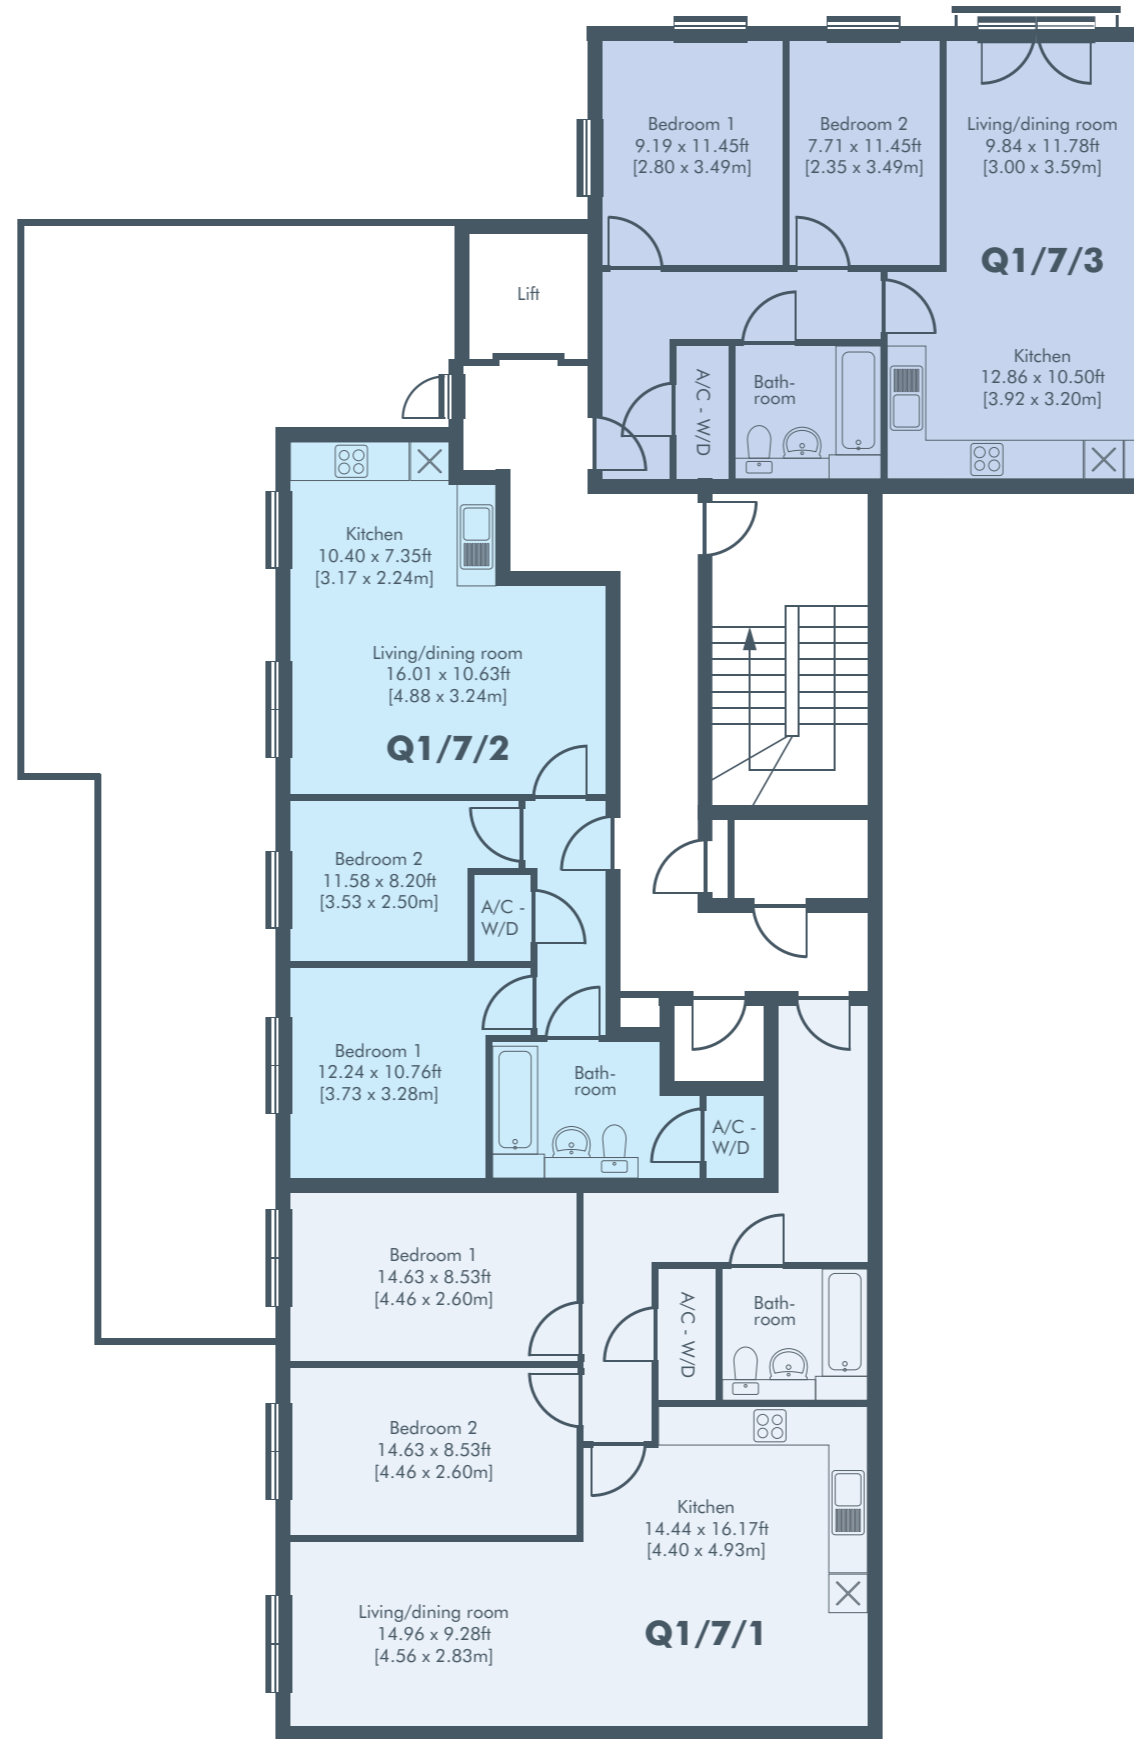 Bedroom 1
9.19 x 11.45ft
[2.80 x 3.49m]
Bedroom 2
7.71 x 11.45ft
[2.35 x 3.49m]
Living/dining room
9.84 x 11.78ft
[3.00 x 3.59m]
Q1/7/3
Lift
Kitchen
12.86 x 10.50ft
[3.92 x 3.20m]
A/C - W/D
Bath-
room
Kitchen
10.40 x 7.35ft
[3.17 x 2.24m]
Living/dining room
16.01 x 10.63ft
[4.88 x 3.24m]
Q1/7/2
Bedroom 2
11.58 x 8.20ft
[3.53 x 2.50m]
A/C -
W/D
Bedroom 1
12.24 x 10.76ft
[3.73 x 3.28m]
Bath-
room
A/C -
W/D
Bedroom 1
14.63 x 8.53ft
[4.46 x 2.60m]
A/C - W/D
Bath-
room
Bedroom 2
14.63 x 8.53ft
[4.46 x 2.60m]
Kitchen
14.44 x 16.17ft
[4.40 x 4.93m]
Living/dining room
14.96 x 9.28ft
[4.56 x 2.83m]
Q1/7/1